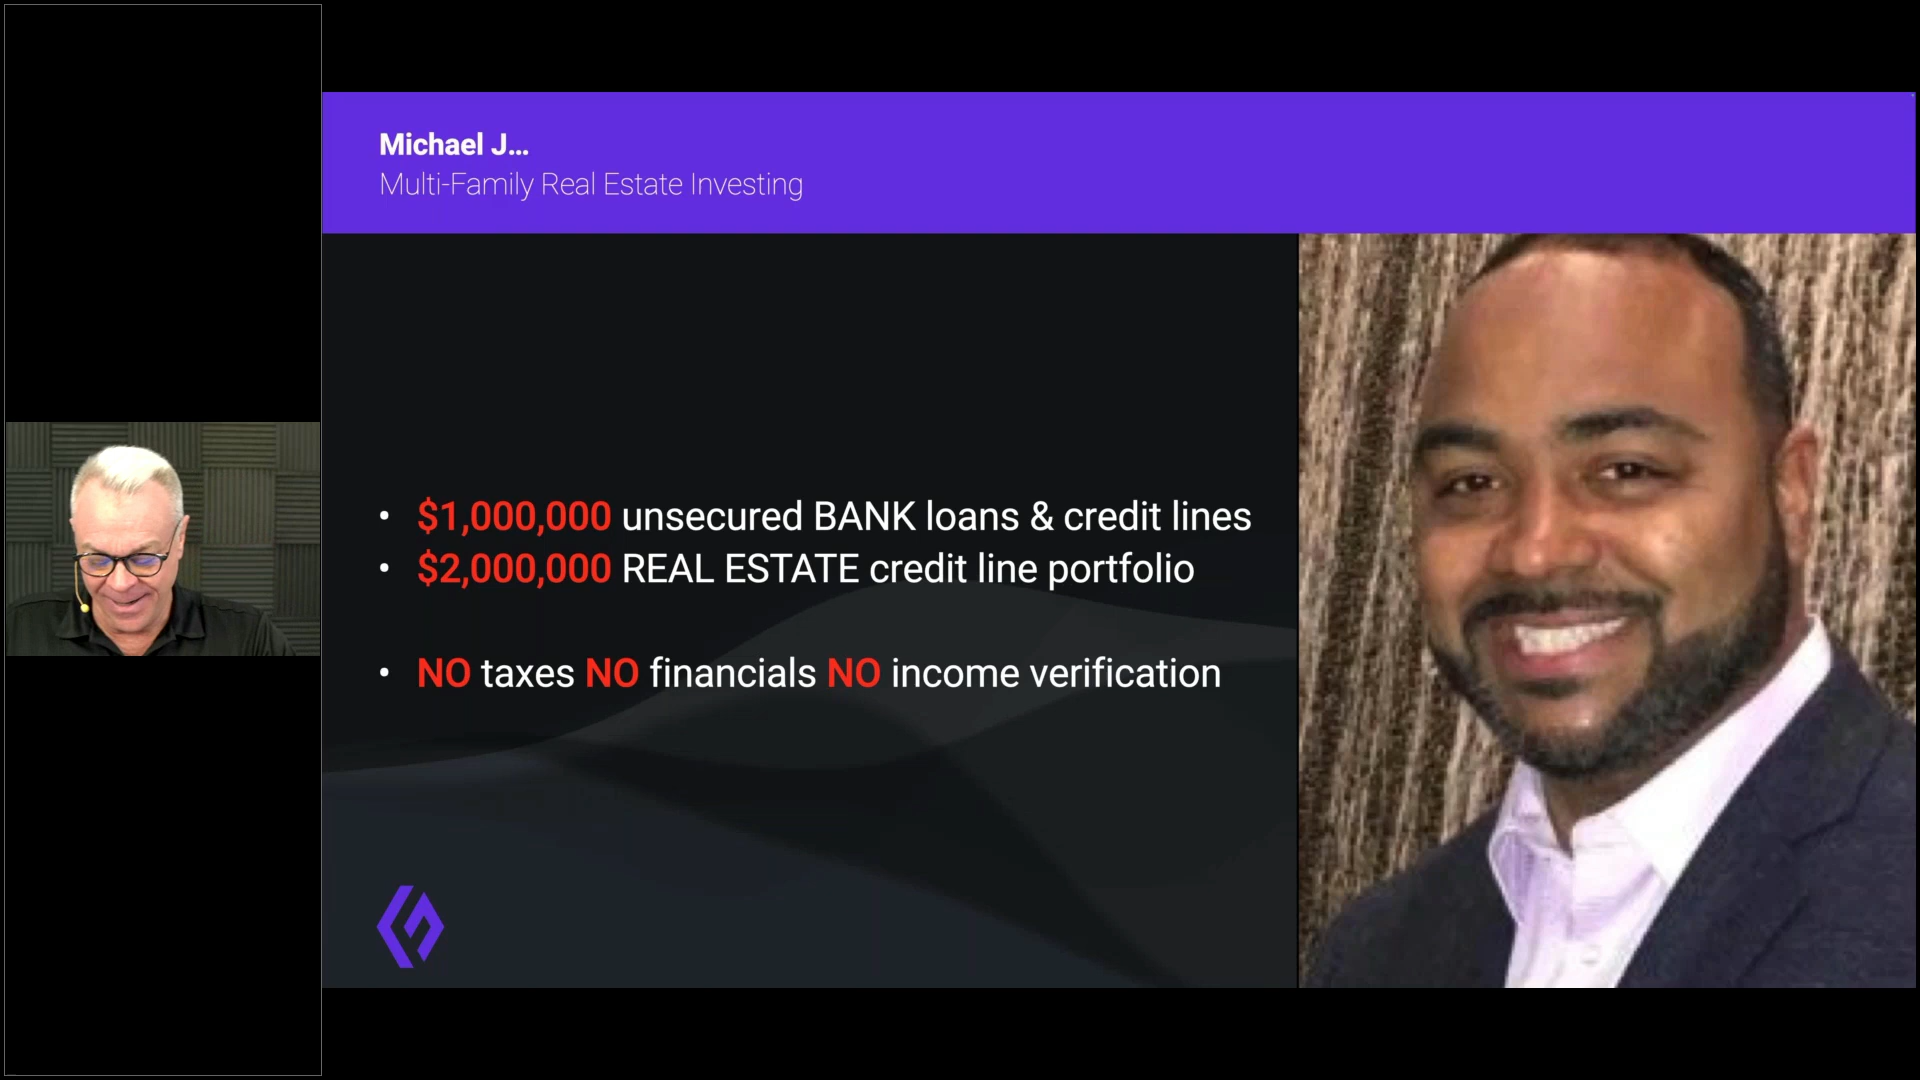 Michael J...
Multi-Family Real Estate Investing
• $1,000,000 unsecured BANK loans & credit lines
• $2,000,000 REAL ESTATE credit line portfolio
• NO taxes NO financials NO income verification